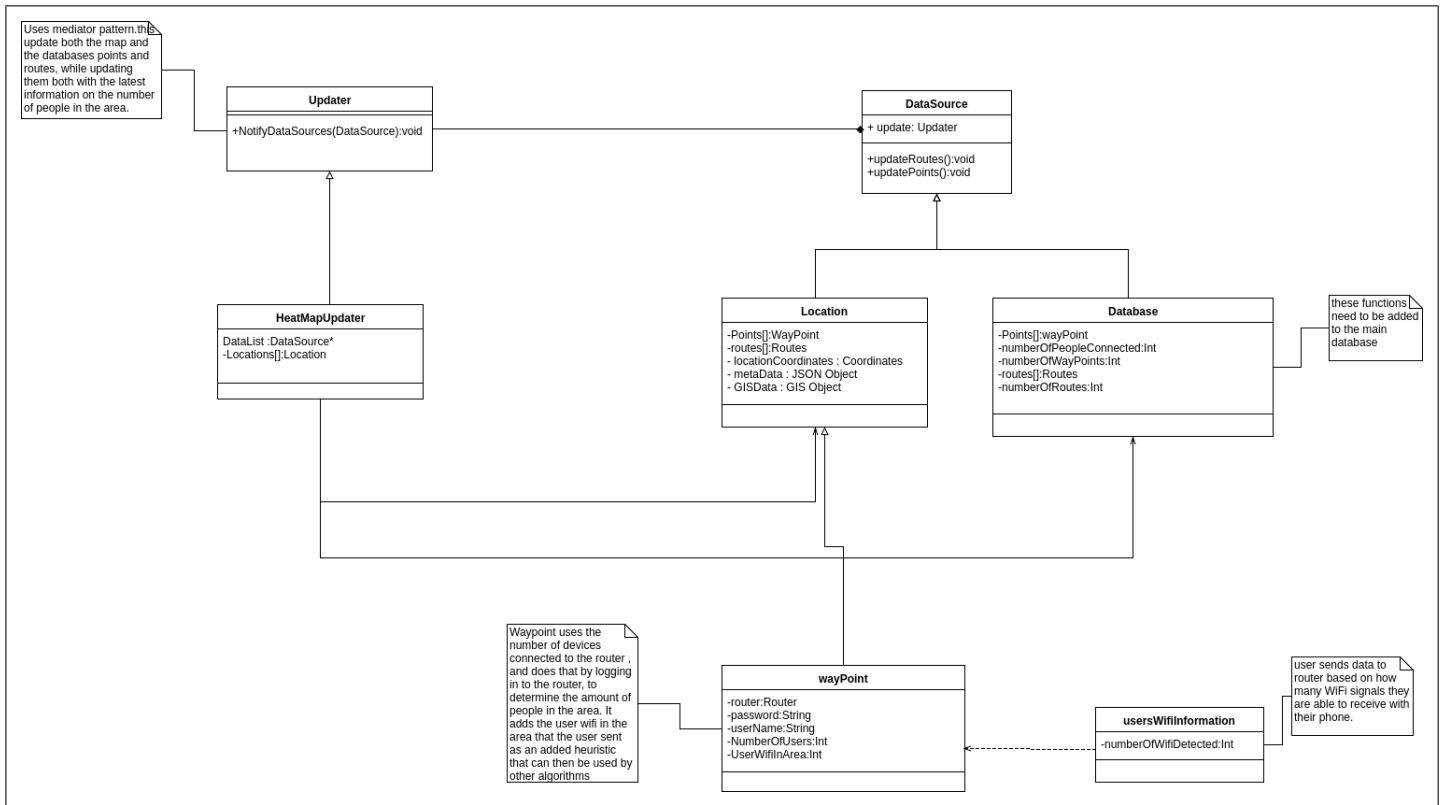 Uses mediator pattern.this
update both the map and
the databases points and
routes, while updating
them both with the latest
information on the number
of people in the area.
Updater
+NotifyDataSources(DataSource):void
DataSource
+ update: Updater
+updateRoutes():void
+updatePoints():void
HeatMapUpdater
DataList :DataSource*
-Locations[]:Location
Location
-Points[]:WayPoint
-routes[]:Routes
- locationCoordinates : Coordinates
- metaData : JSON Object
- GISData : GIS Object
Database
-Points[]:wayPoint
-numberOfPeopleConnected:Int
-numberOfWayPoints:Int
-routes[]:Routes
-numberOfRoutes:Int
these functions
need to be added
to the main
database
Waypoint uses the
number of devices
connected to the router ,
and does that by logging
in to the router, to
determine the amount of
people in the area. It
adds the user wifi in the
area that the user sent
as an added heuristic
that can then be used by
other algorithms
wayPoint
-router:Router
-password:String
-userName:String
-NumberOfUsers:Int
-UserWifiInArea:Int
usersWifiInformation
-numberOfWifiDetected:Int
user sends data to
router based on how
many WiFi signals they
are able to receive with
their phone.